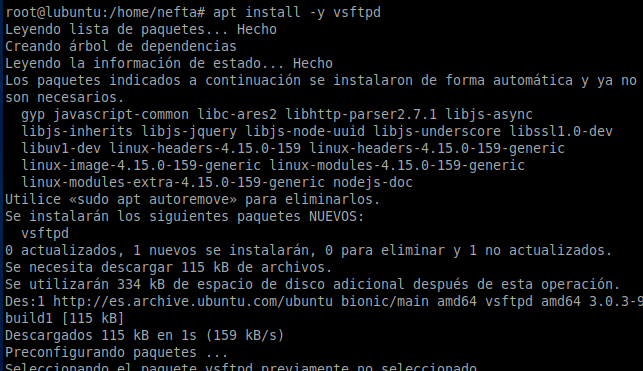 root@lubuntu:/home/nefta# apt install -y vsftpd
Leyendo lista de paquetes... Hecho
Creando árbol de dependencias
Leyendo la información de estado... Hecho
Los paquetes indicados a continuación se instalaron de forma automática y ya no
son necesarios.
  gyp javascript-common libc-ares2 libhttp-parser2.7.1 libjs-async
  libjs-inherits libjs-jquery libjs-node-uuid libjs-underscore libssl1.0-dev
  libuv1-dev linux-headers-4.15.0-159 linux-headers-4.15.0-159-generic
  linux-image-4.15.0-159-generic linux-modules-4.15.0-159-generic
  linux-modules-extra-4.15.0-159-generic nodejs-doc
Utilice «sudo apt autoremove» para eliminarlos.
Se instalarán los siguientes paquetes NUEVOS:
  vsftpd
0 actualizados, 1 nuevos se instalarán, 0 para eliminar y 1 no actualizados.
Se necesita descargar 115 kB de archivos.
Se utilizarán 334 kB de espacio de disco adicional después de esta operación.
Des:1 http://es.archive.ubuntu.com/ubuntu bionic/main amd64 vsftpd amd64 3.0.3-9
build1 [115 kB]
Descargados 115 kB en 1s (159 kB/s)
Preconfigurando paquetes ...
Seleccionando el paquete vsftpd previamente no seleccionado